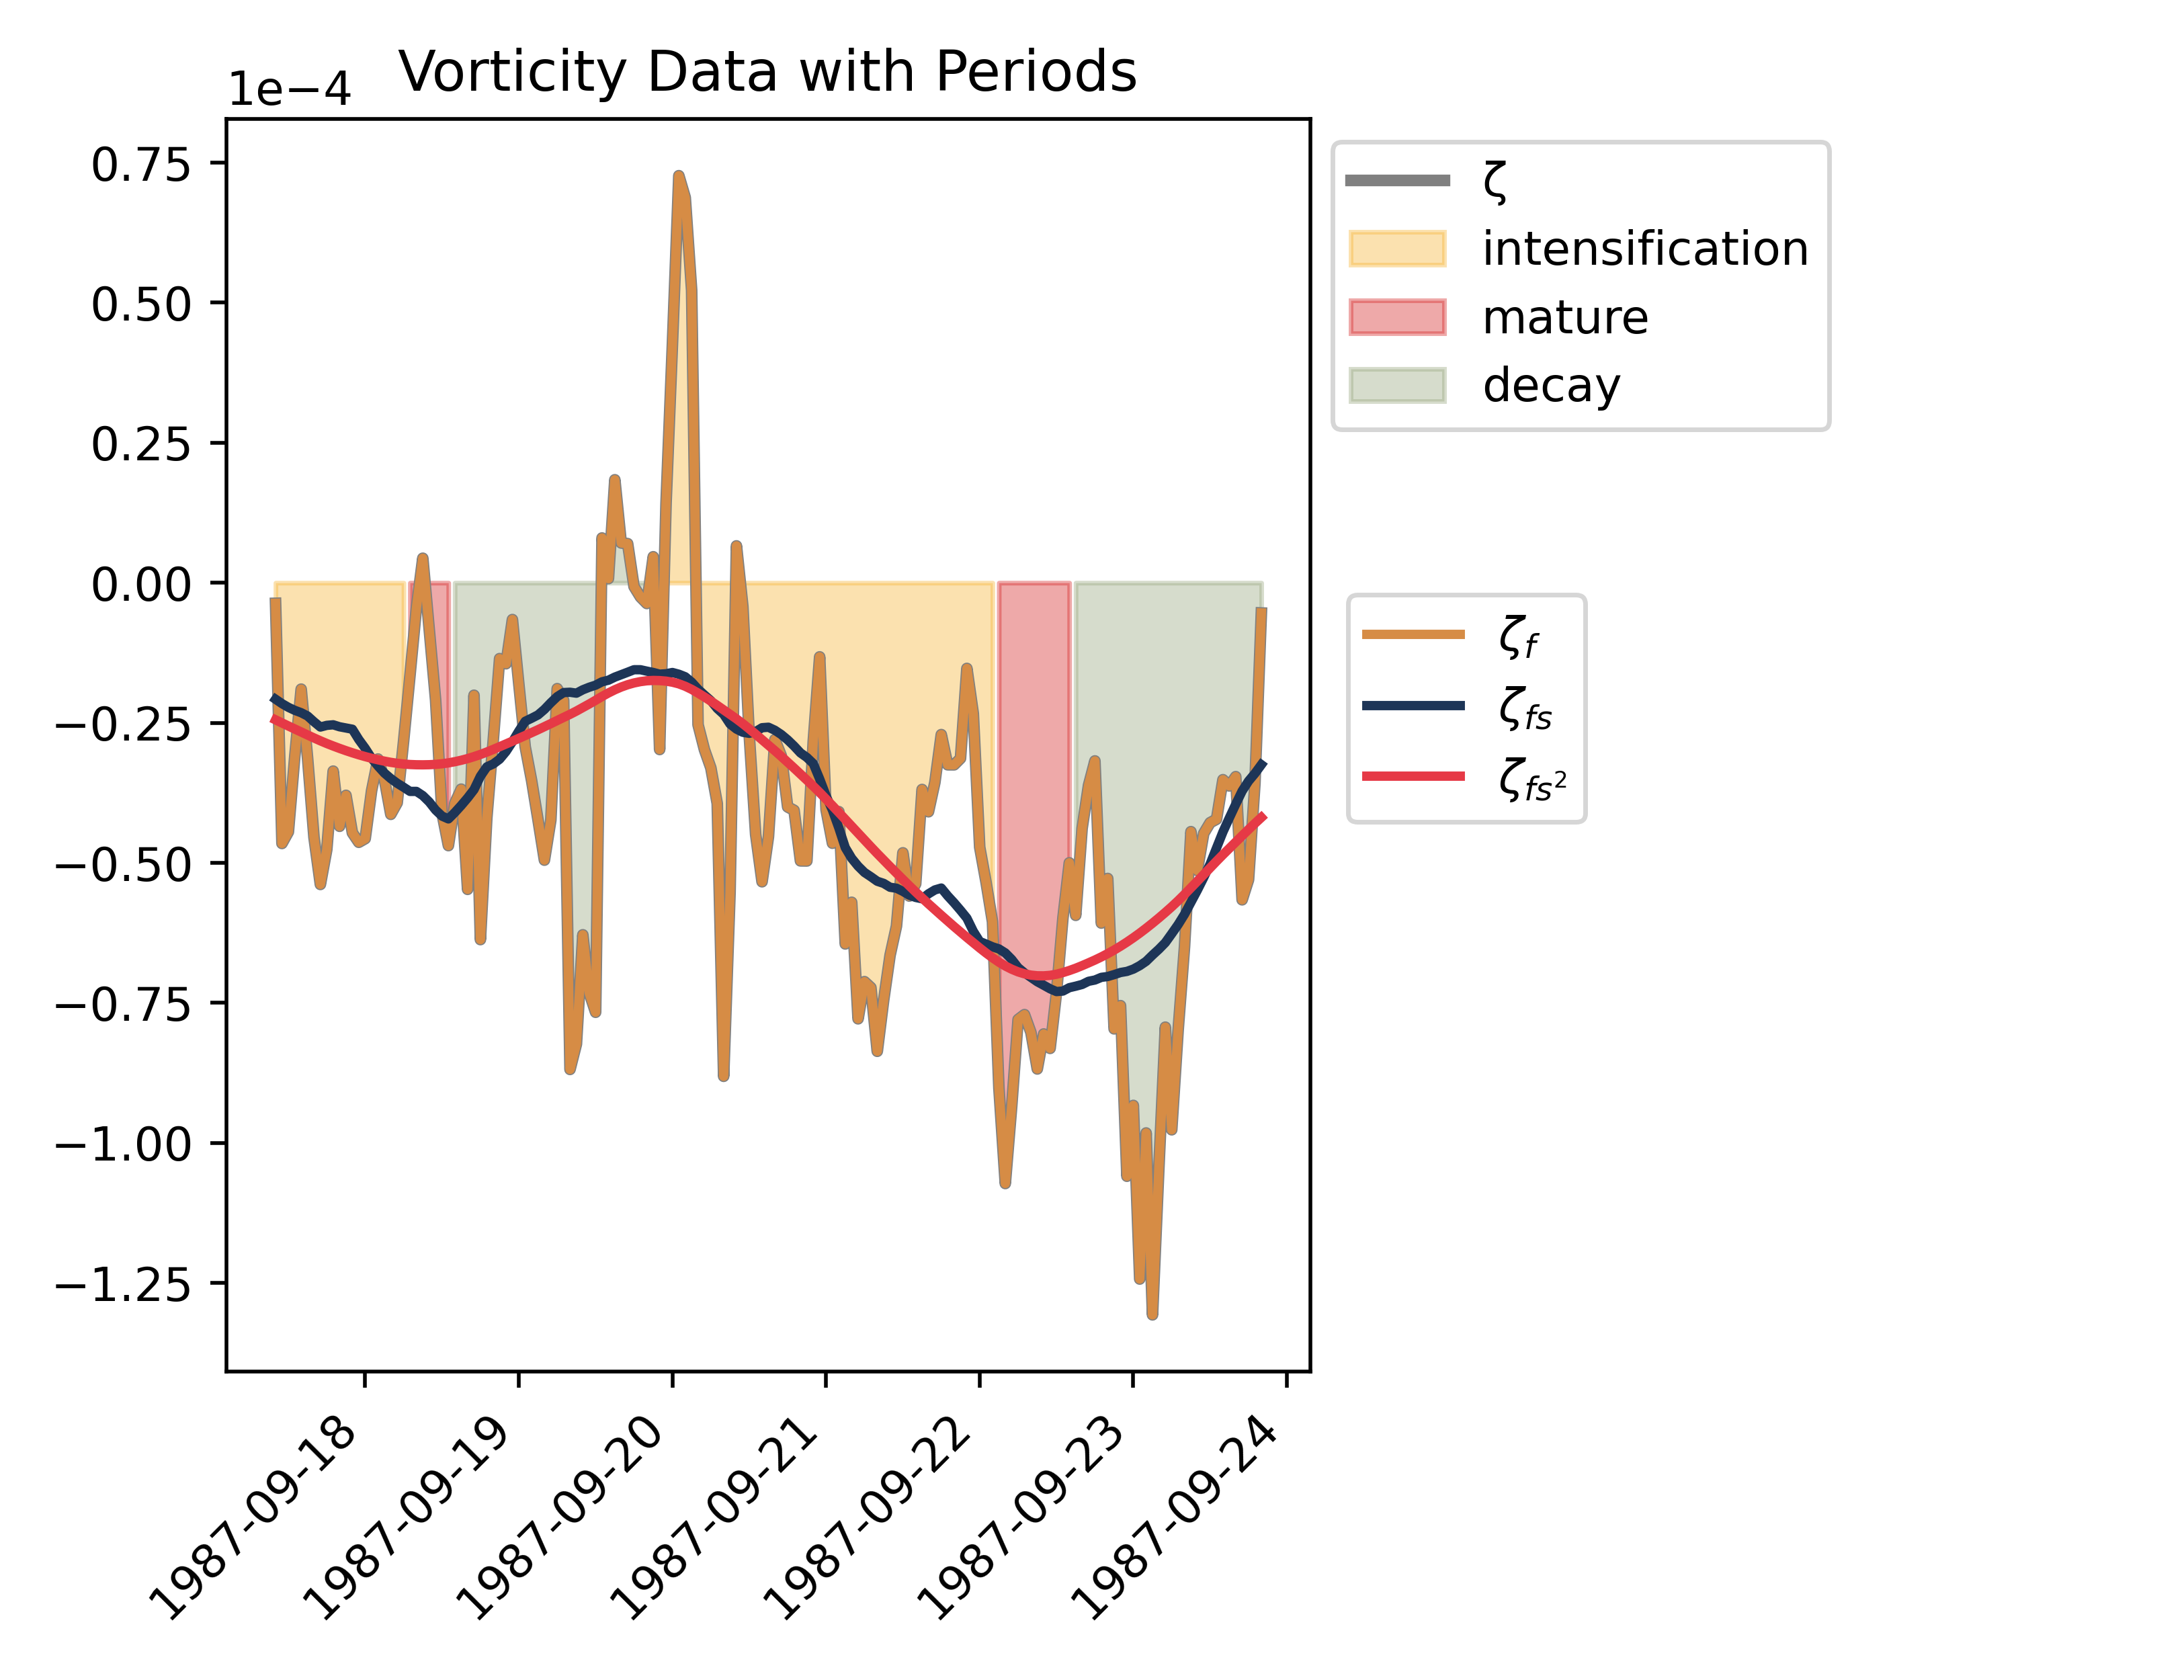 Vorticity Data with Periods
1e−4
0.75
0.50
0.25
0.00
−0.25
−0.50
−0.75
−1.00
−1.25
1987-09-18
1987-09-19
1987-09-20
1987-09-21
1987-09-22
1987-09-23
1987-09-24
ζ
intensification
mature
decay
ζf
ζfs
ζfs²